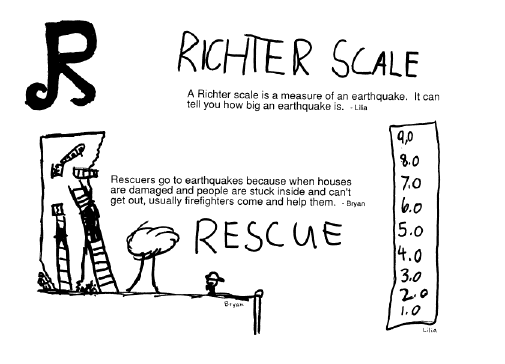 R
RICHTER SCALE
A Richter scale is a measure of an earthquake. It can
tell you how big an earthquake is. - Lilia
Rescuers go to earthquakes because when houses
are damaged and people are stuck inside and can't
get out, usually firefighters come and help them. - Bryan
RESCUE
Help
Bryan
9.0
8.0
7.0
6.0
5.0
4.0
3.0
2.0
1.0
Lilia